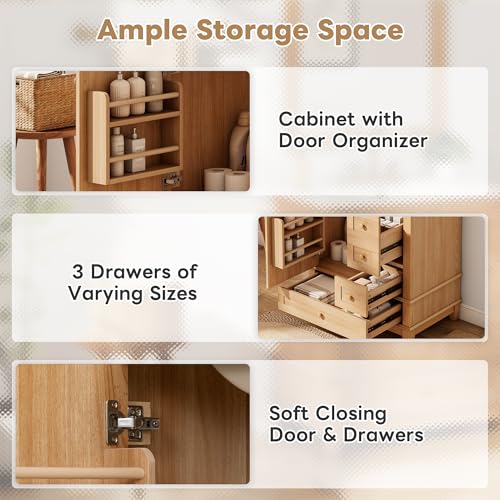 Ample Storage Space
Cabinet with
Door Organizer
3 Drawers of
Varying Sizes
Soft Closing
Door & Drawers